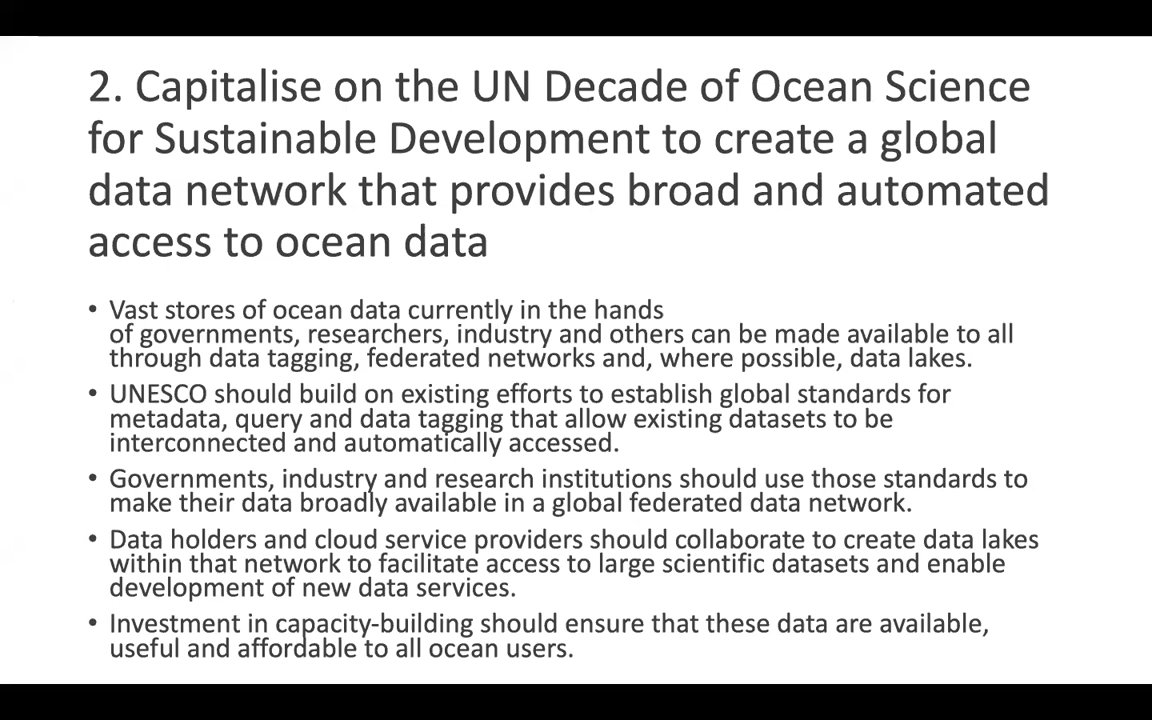 2. Capitalise on the UN Decade of Ocean Science
for Sustainable Development to create a global
data network that provides broad and automated
access to ocean data
• Vast stores of ocean data currently in the hands
of governments, researchers, industry and others can be made available to all
through data tagging, federated networks and, where possible, data lakes.
• UNESCO should build on existing efforts to establish global standards for
metadata, query and data tagging that allow existing datasets to be
interconnected and automatically accessed.
• Governments, industry and research institutions should use those standards to
make their data broadly available in a global federated data network.
• Data holders and cloud service providers should collaborate to create data lakes
within that network to facilitate access to large scientific datasets and enable
development of new data services.
• Investment in capacity-building should ensure that these data are available,
useful and affordable to all ocean users.